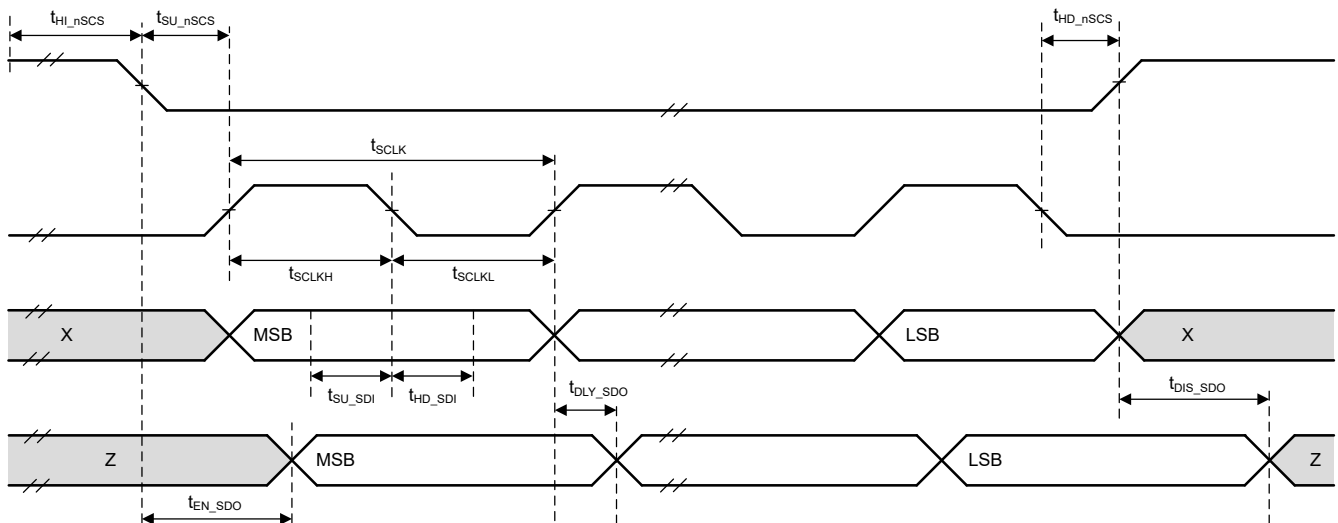 tHI_nSCS tSU_nSCS tHD_nSCS
tSCLK
tSCLKH tSCLKL
X MSB LSB X
tSU_SDI tHD_SDI tDLY_SDO tDIS_SDO
Z MSB LSB Z
tEN_SDO